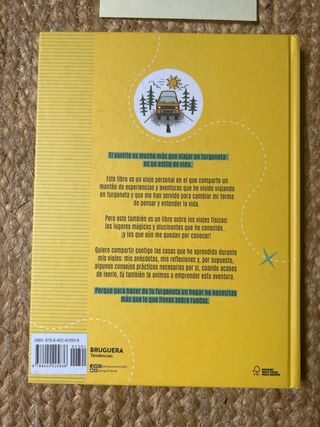 El vanlife es mucho más que viajar en furgoneta:
es un estilo de vida.
Este libro es un viaje personal en el que comparto un
montón de experiencias y aventuras que he vivido viajando
en furgoneta y que me han servido para cambiar mi forma
de pensar y entender la vida.
Pero este también es un libro sobre los viajes físicos:
los lugares mágicos y alucinantes que he conocido...
¡y los que aún me quedan por conocer!
Quiero compartir contigo las cosas que he aprendido durante
mis viajes: mis anécdotas, mis reflexiones y, por supuesto,
algunos consejos prácticos necesarios por si, cuando acabes
de leerlo, tú también te animas a emprender esta aventura.
Porque para hacer de tu furgoneta un hogar no necesitas
más que lo que llevas sobre ruedas.
BRUGUERA
Tendencias